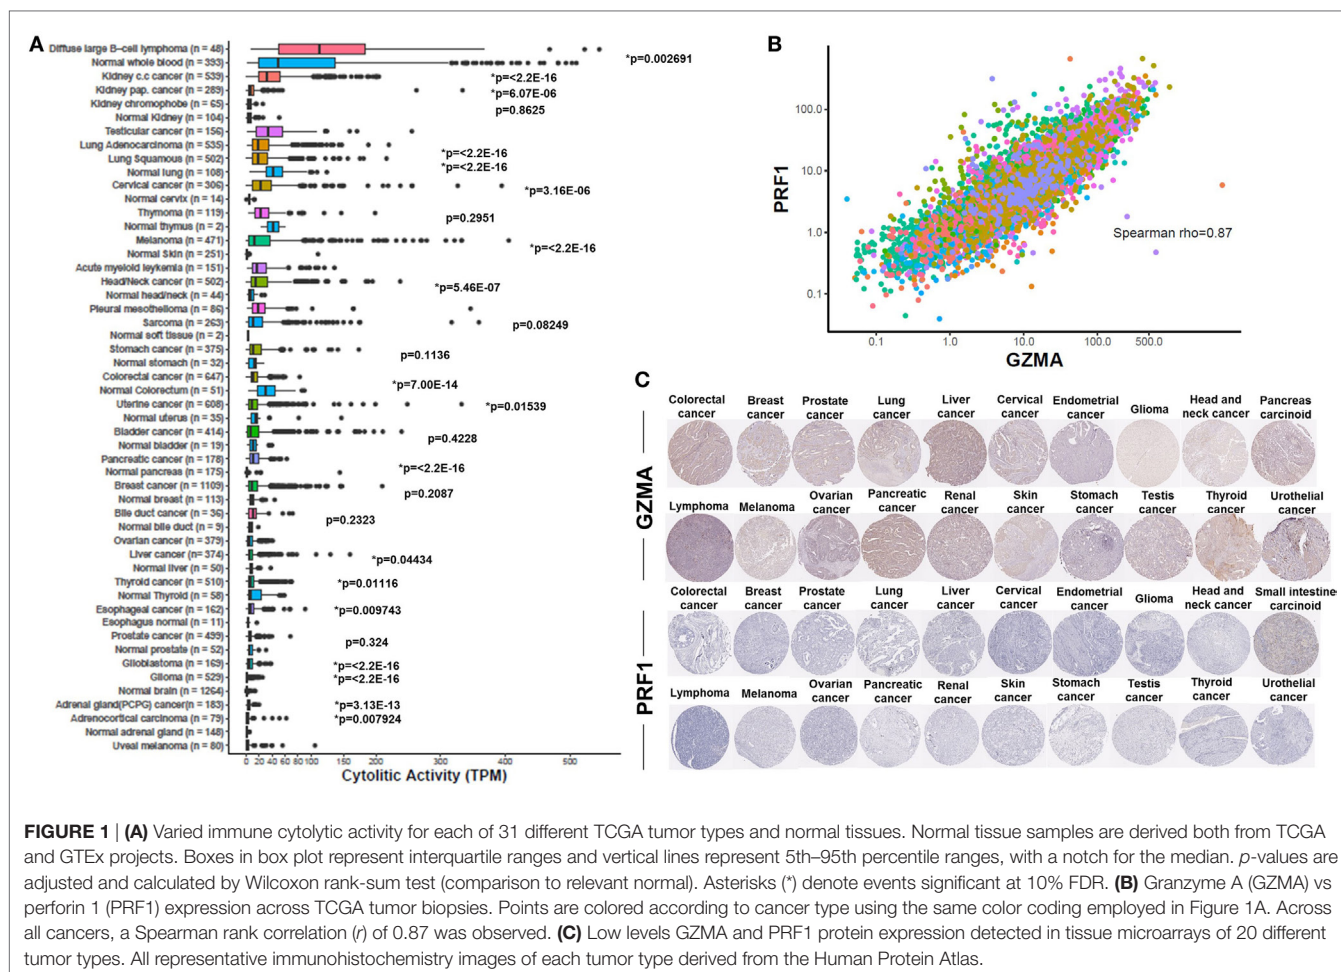 A
Diffuse large B-cell lymphoma (n = 48)
Normal whole blood (n = 393)
Kidney c.c cancer (n = 539)
Kidney pap. cancer (n = 289)
Kidney chromophobe (n = 65)
Normal Kidney (n = 104)
Testicular cancer (n = 156)
Lung Adenocarcinoma (n = 535)
Lung Squamous (n = 502)
Normal lung (n = 108)
Cervical cancer (n = 306)
Normal cervix (n = 14)
Thymoma (n = 119)
Normal thymus (n = 2)
Melanoma (n = 471)
Normal Skin (n = 251)
Acute myeloid leukemia (n = 151)
Head/Neck cancer (n = 502)
Normal head/neck (n = 44)
Pleural mesothelioma (n = 86)
Sarcoma (n = 263)
Normal soft tissue (n = 2)
Stomach cancer (n = 375)
Normal stomach (n = 32)
Colorectal cancer (n = 647)
Normal Colorectum (n = 51)
Uterine cancer (n = 608)
Normal uterus (n = 35)
Bladder cancer (n = 414)
Normal bladder (n = 19)
Pancreatic cancer (n = 178)
Normal pancreas (n = 175)
Breast cancer (n = 1109)
Normal breast (n = 113)
Bile duct cancer (n = 36)
Normal bile duct (n = 9)
Ovarian cancer (n = 379)
Liver cancer (n = 374)
Normal liver (n = 50)
Thyroid cancer (n = 510)
Normal Thyroid (n = 58)
Esophageal cancer (n = 162)
Esophagus normal (n = 11)
Prostate cancer (n = 499)
Normal prostate (n = 52)
Glioblastoma (n = 169)
Glioma (n = 529)
Normal brain (n = 1264)
Adrenal gland(PCPG) cancer(n = 183)
Adrenocortical carcinoma (n = 79)
Normal adrenal gland (n = 148)
Uveal melanoma (n = 80)
*p=0.002691
*p=<2.2E-16
*p=6.07E-06
p=0.8625
*p=<2.2E-16
*p=<2.2E-16
*p=3.16E-06
p=0.2951
*p=<2.2E-16
*p=5.46E-07
p=0.08249
p=0.1136
*p=7.00E-14
*p=0.01539
p=0.4228
*p=<2.2E-16
p=0.2087
p=0.2323
*p=0.04434
*p=0.01116
*p=0.009743
p=0.324
*p=<2.2E-16
*p=<2.2E-16
*p=3.13E-13
*p=0.007924
0 20 40 60 80 100 150 200 300 400 500
Cytolitic Activity (TPM)
B
PRF1
100.0
10.0
1.0
0.1
Spearman rho=0.87
0.1 1.0 10.0 100.0 500.0
GZMA
C
GZMA
Colorectal cancer
Breast cancer
Prostate cancer
Lung cancer
Liver cancer
Cervical cancer
Endometrial cancer
Glioma
Head and neck cancer
Pancreas carcinoid
Lymphoma
Melanoma
Ovarian cancer
Pancreatic cancer
Renal cancer
Skin cancer
Stomach cancer
Testis cancer
Thyroid cancer
Urothelial cancer
PRF1
Colorectal cancer
Breast cancer
Prostate cancer
Lung cancer
Liver cancer
Cervical cancer
Endometrial cancer
Glioma
Head and neck cancer
Small intestine carcinoid
Lymphoma
Melanoma
Ovarian cancer
Pancreatic cancer
Renal cancer
Skin cancer
Stomach cancer
Testis cancer
Thyroid cancer
Urothelial cancer
FIGURE 1 | (A) Varied immune cytolytic activity for each of 31 different TCGA tumor types and normal tissues. Normal tissue samples are derived both from TCGA
and GTEx projects. Boxes in box plot represent interquartile ranges and vertical lines represent 5th–95th percentile ranges, with a notch for the median. p-values are
adjusted and calculated by Wilcoxon rank-sum test (comparison to relevant normal). Asterisks (*) denote events significant at 10% FDR. (B) Granzyme A (GZMA) vs
perforin 1 (PRF1) expression across TCGA tumor biopsies. Points are colored according to cancer type using the same color coding employed in Figure 1A. Across
all cancers, a Spearman rank correlation (r) of 0.87 was observed. (C) Low levels GZMA and PRF1 protein expression detected in tissue microarrays of 20 different
tumor types. All representative immunohistochemistry images of each tumor type derived from the Human Protein Atlas.